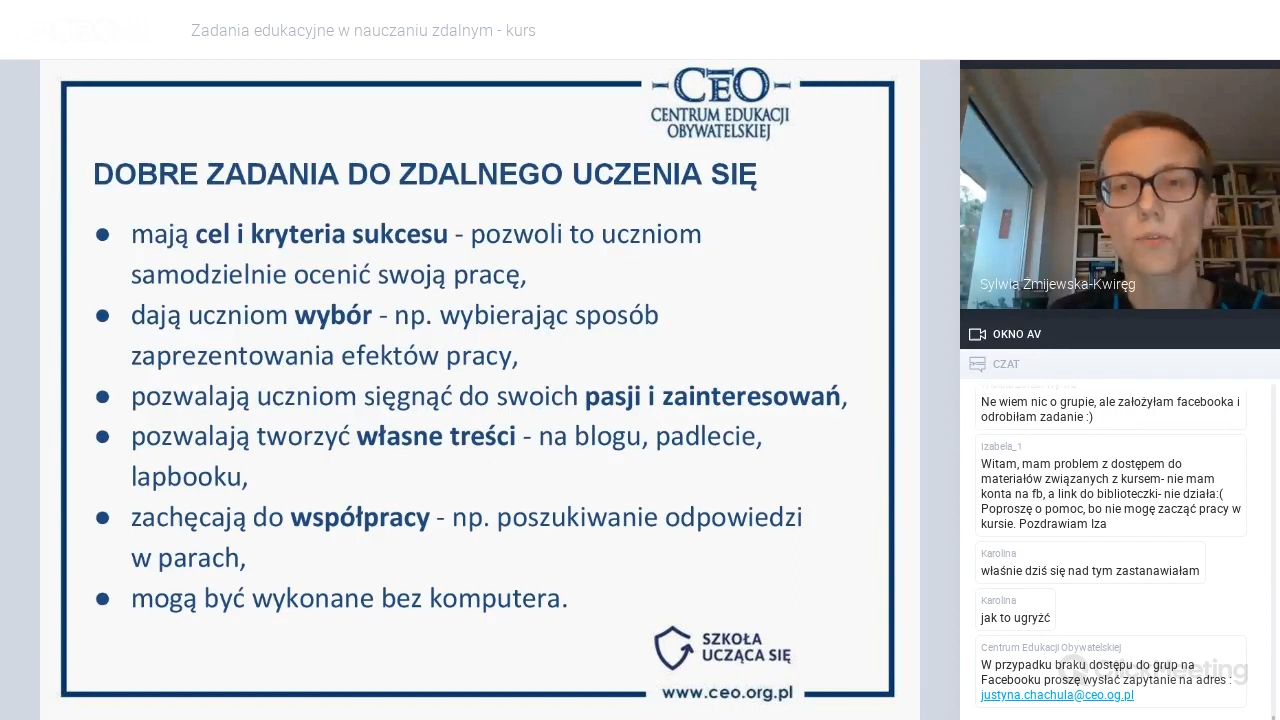 Zadania edukacyjne w nauczaniu zdalnym - kurs
CEO
CENTRUM EDUKACJI
OBYWATELSKIEJ
DOBRE ZADANIA DO ZDALNEGO UCZENIA SIĘ
● mają cel i kryteria sukcesu - pozwoli to uczniom
samodzielnie ocenić swoją pracę,
● dają uczniom wybór - np. wybierając sposób
zaprezentowania efektów pracy,
● pozwalają uczniom sięgnąć do swoich pasji i zainteresowań,
● pozwalają tworzyć własne treści - na blogu, padlecie,
lapbooku,
● zachęcają do współpracy - np. poszukiwanie odpowiedzi
w parach,
● mogą być wykonane bez komputera.
SZKOŁA
UCZĄCA SIĘ
www.ceo.org.pl
Sylwia Żmijewska-Kwiręg
OKNO AV
CZAT
Ne wiem nic o grupie, ale założyłam facebooka i
odrobiłam zadanie :)
Izabela_1
Witam, mam problem z dostępem do
materiałów związanych z kursem- nie mam
konta na fb, a link do biblioteczki- nie działa:(
Poproszę o pomoc, bo nie mogę zacząć pracy w
kursie. Pozdrawiam Iza
Karolina
właśnie dziś się nad tym zastanawiałam
Karolina
jak to ugryżć
Centrum Edukacji Obywatelskiej
W przypadku braku dostępu do grup na
Facebooku proszę wysłać zapytanie na adres :
justyna.chachula@ceo.og.pl